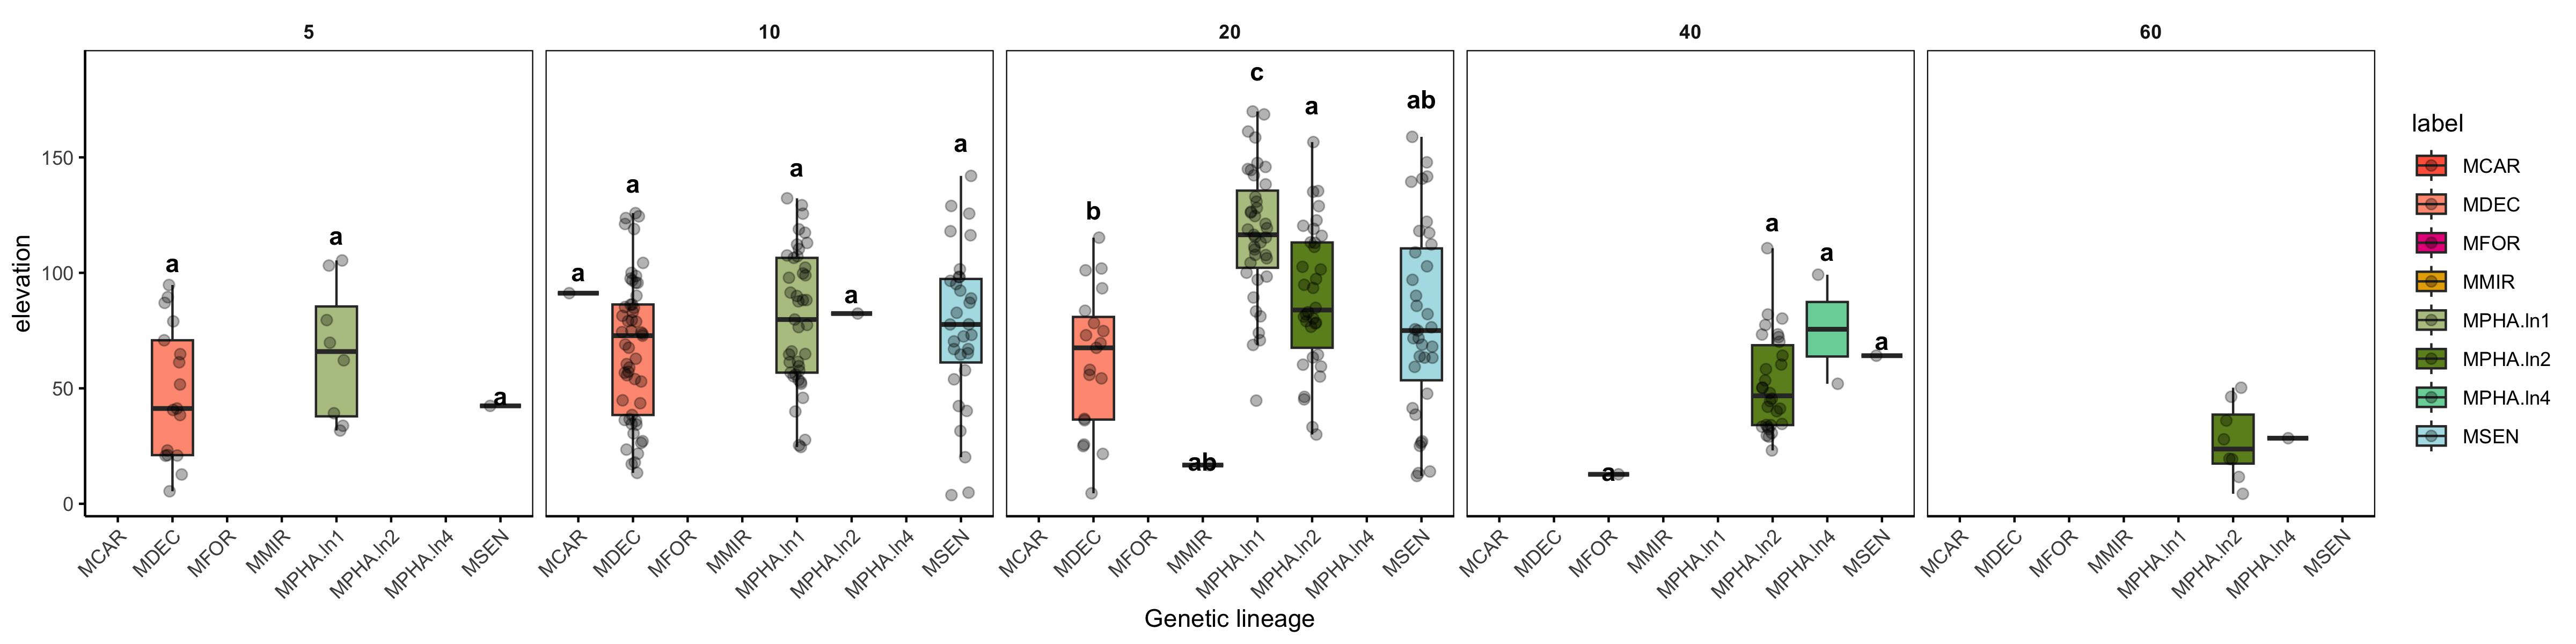 5 10 20 40 60
a a a
a a a a a
b ab c a ab
a a a a
elevation
150
100
50
0
MCAR MDEC MFOR MMIR MPHA.ln1 MPHA.ln2 MPHA.ln4 MSEN
MCAR MDEC MFOR MMIR MPHA.ln1 MPHA.ln2 MPHA.ln4 MSEN
MCAR MDEC MFOR MMIR MPHA.ln1 MPHA.ln2 MPHA.ln4 MSEN
MCAR MDEC MFOR MMIR MPHA.ln1 MPHA.ln2 MPHA.ln4 MSEN
MCAR MDEC MFOR MMIR MPHA.ln1 MPHA.ln2 MPHA.ln4 MSEN
Genetic lineage
label
MCAR
MDEC
MFOR
MMIR
MPHA.ln1
MPHA.ln2
MPHA.ln4
MSEN